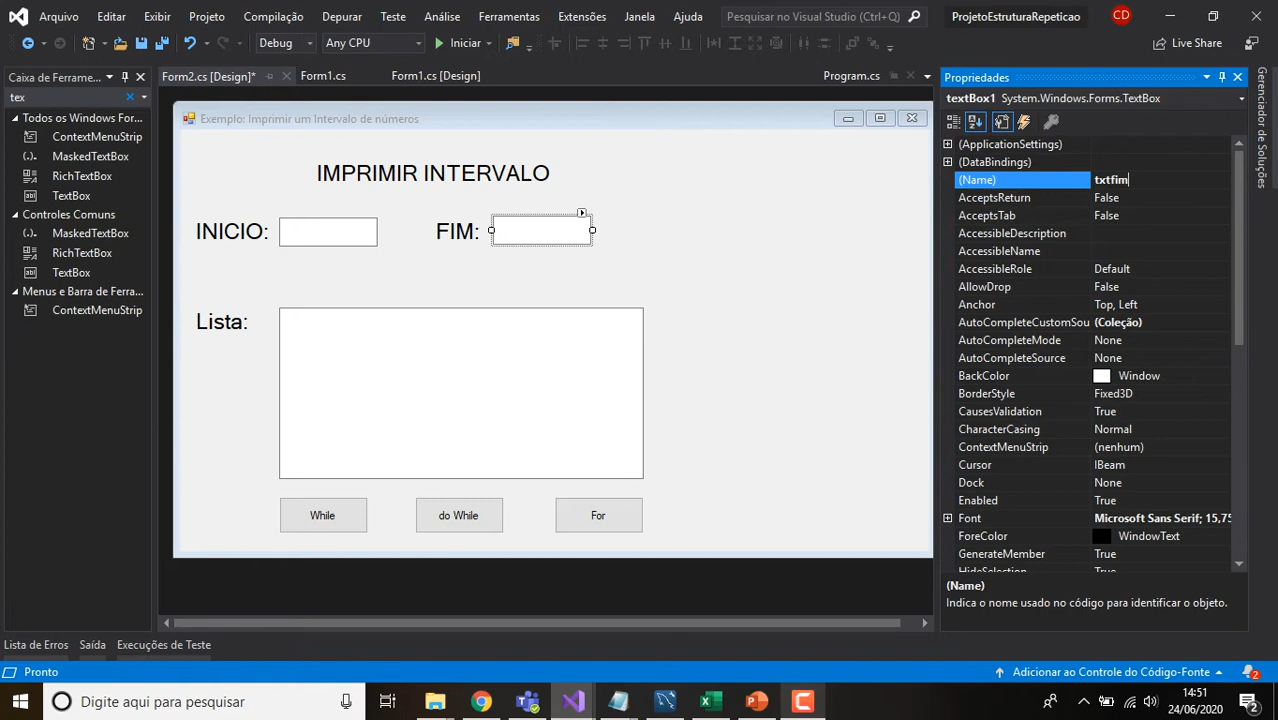 Arquivo Editar Exibir Projeto Compilação Depurar Teste Análise Ferramentas Extensões Janela Ajuda Pesquisar no Visual Studio (Ctrl+Q) ProjetoEstruturaRepeticao CD
Debug Any CPU Iniciar Live Share
Caixa de Ferrame...
Form2.cs [Design]* Form1.cs Form1.cs [Design] Program.cs
Propriedades
tex
textBox1 System.Windows.Forms.TextBox
Todos os Windows For...
ContextMenuStrip
MaskedTextBox
RichTextBox
TextBox
Controles Comuns
MaskedTextBox
RichTextBox
TextBox
Menus e Barra de Ferra...
ContextMenuStrip
Exemplo: Imprimir um Intervalo de números
IMPRIMIR INTERVALO
INICIO: FIM:
Lista:
While do While For
(ApplicationSettings)
(DataBindings)
(Name) txtfim
AcceptsReturn False
AcceptsTab False
AccessibleDescription
AccessibleName
AccessibleRole Default
AllowDrop False
Anchor Top, Left
AutoCompleteCustomSou (Coleção)
AutoCompleteMode None
AutoCompleteSource None
BackColor Window
BorderStyle Fixed3D
CausesValidation True
CharacterCasing Normal
ContextMenuStrip (nenhum)
Cursor IBeam
Dock None
Enabled True
Font Microsoft Sans Serif; 15,75
ForeColor WindowText
GenerateMember True
HideSelection True
(Name)
Indica o nome usado no código para identificar o objeto.
Gerenciador de Soluções
Lista de Erros Saída Execuções de Teste
Pronto Adicionar ao Controle do Código-Fonte 2
Digite aqui para pesquisar
14:51
24/06/2020
2